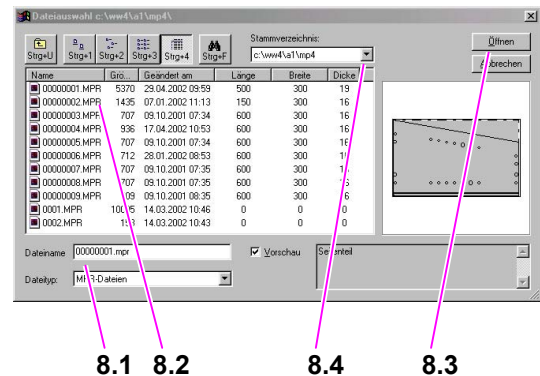 Dateiauswahl c:\ww4\a1\mp4\
Stammverzeichnis:
Strg+U Strg+1 Strg+2 Strg+3 Strg+4 Strg+F
c:\ww4\a1\mp4
Öffnen
Abbrechen
Name Grö... Geändert am Länge Breite Dicke
00000001.MPR 5370 29.04.2002 09:59 500 300 19
00000002.MPR 1435 07.01.2002 11:13 150 300 16
00000003.MPR 707 09.10.2001 07:34 600 300 16
00000004.MPR 936 17.04.2002 10:53 600 300 16
00000005.MPR 707 09.10.2001 07:34 600 300 16
00000006.MPR 712 28.01.2002 08:53 600 300
00000007.MPR 707 09.10.2001 07:35 600 300
00000008.MPR 707 09.10.2001 07:35 600 300
00000009.MPR 09.10.2001 08:35 600 300 16
0001.MPR 14.03.2002 10:46 0 0 0
0002.MPR 14.03.2002 10:43 0 0 0
Dateiname 00000001.mpr
Vorschau
Seitenteil
Dateityp: MPR-Dateien
8.1 8.2 8.4 8.3